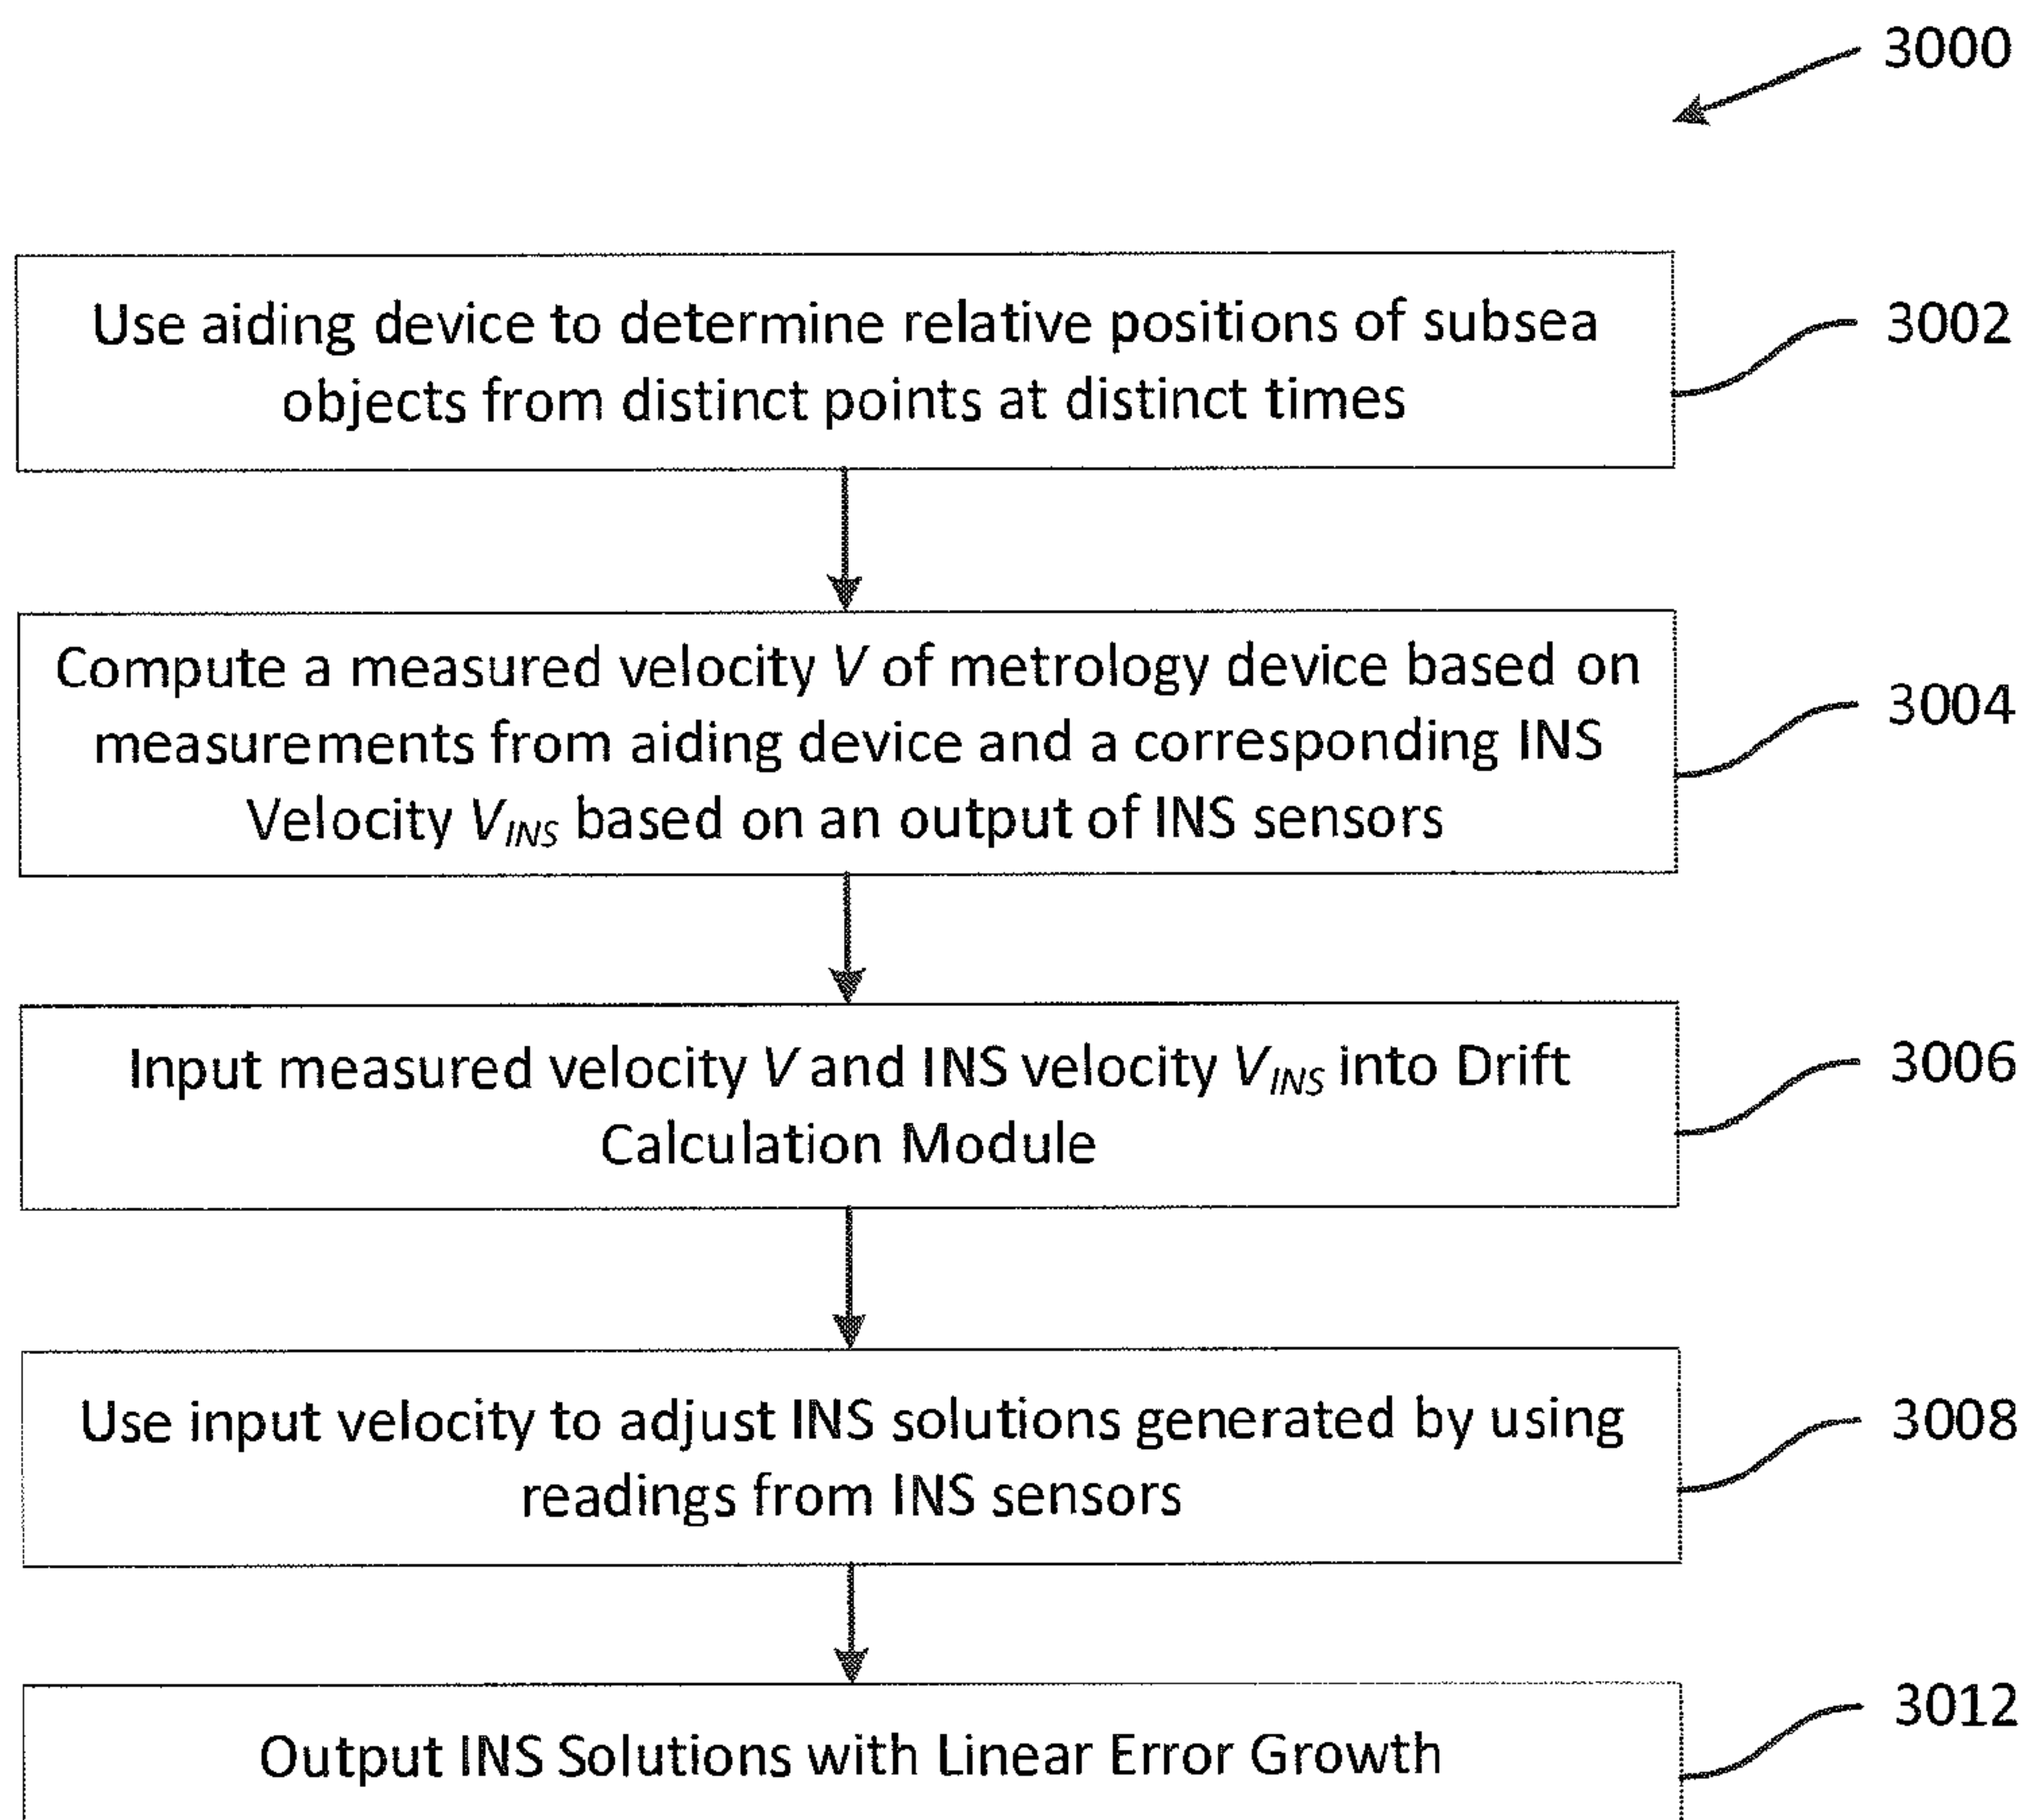 3000
Use aiding device to determine relative positions of subsea
objects from distinct points at distinct times
3002
Compute a measured velocity V of metrology device based on
measurements from aiding device and a corresponding INS
Velocity VINS based on an output of INS sensors
3004
Input measured velocity V and INS velocity VINS into Drift
Calculation Module
3006
Use input velocity to adjust INS solutions generated by using
readings from INS sensors
3008
Output INS Solutions with Linear Error Growth
3012